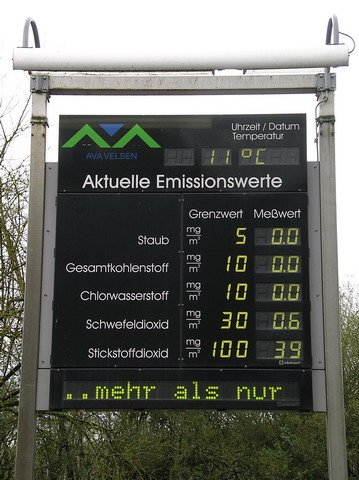 Uhrzeit / Datum
Temperatur
AVA VELSEN
11°C
Aktuelle Emissionswerte
Grenzwert Meßwert
Staub mg/m³ 5 0.0
Gesamtkohlenstoff mg/m³ 10 0.0
Chlorwasserstoff mg/m³ 10 0.0
Schwefeldioxid mg/m³ 30 0.6
Stickstoffdioxid mg/m³ 100 39
..mehr als nur